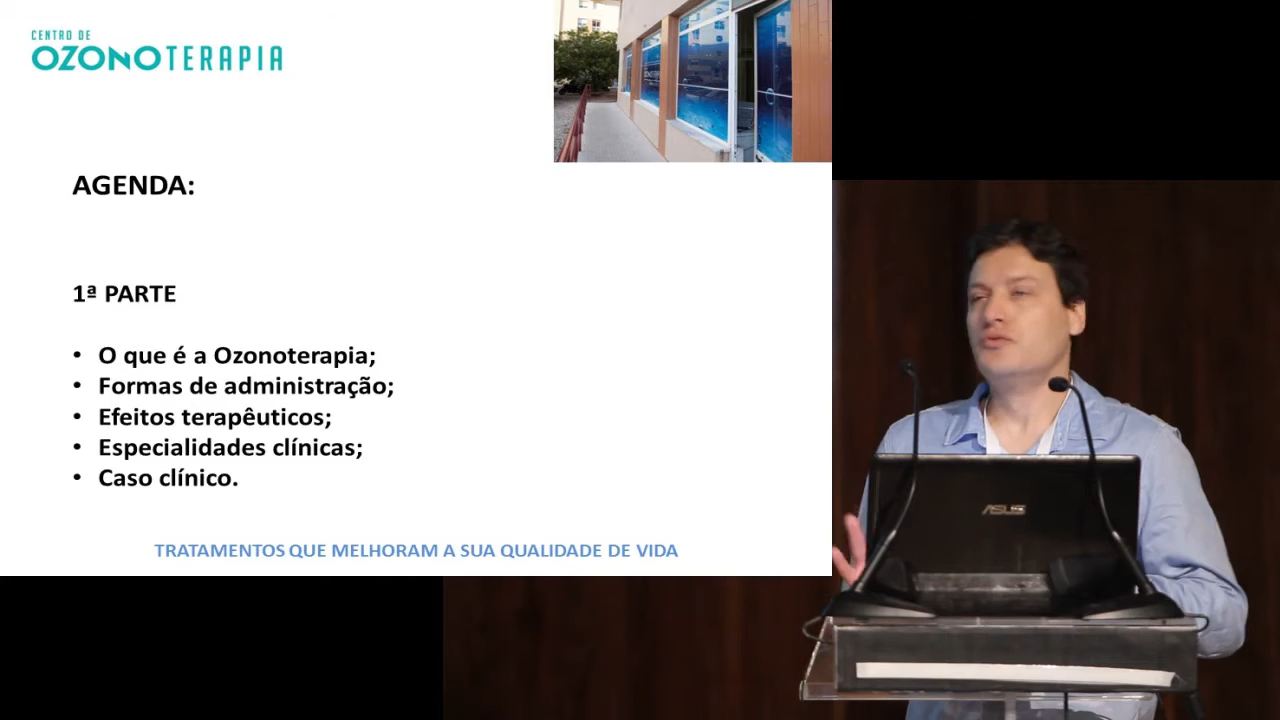 CENTRO DE
OZONOTERAPIA
AGENDA:
1ª PARTE
• O que é a Ozonoterapia;
• Formas de administração;
• Efeitos terapêuticos;
• Especialidades clínicas;
• Caso clínico.
TRATAMENTOS QUE MELHORAM A SUA QUALIDADE DE VIDA
ASUS